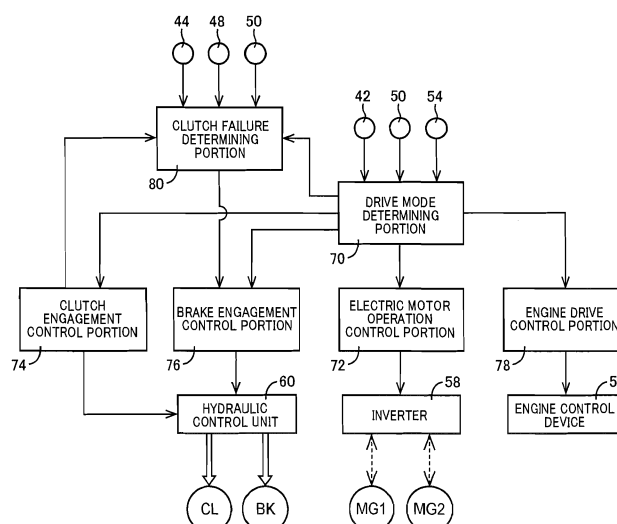 44 48 50
42 50 54
CLUTCH FAILURE
DETERMINING
PORTION
80
DRIVE MODE
DETERMINING
PORTION
70
CLUTCH
ENGAGEMENT
CONTROL PORTION
74
BRAKE ENGAGEMENT
CONTROL PORTION
76
ELECTRIC MOTOR
OPERATION
CONTROL PORTION
72
ENGINE DRIVE
CONTROL PORTION
78
60
HYDRAULIC
CONTROL UNIT
58
INVERTER
ENGINE CONTROL
DEVICE
CL BK MG1 MG2